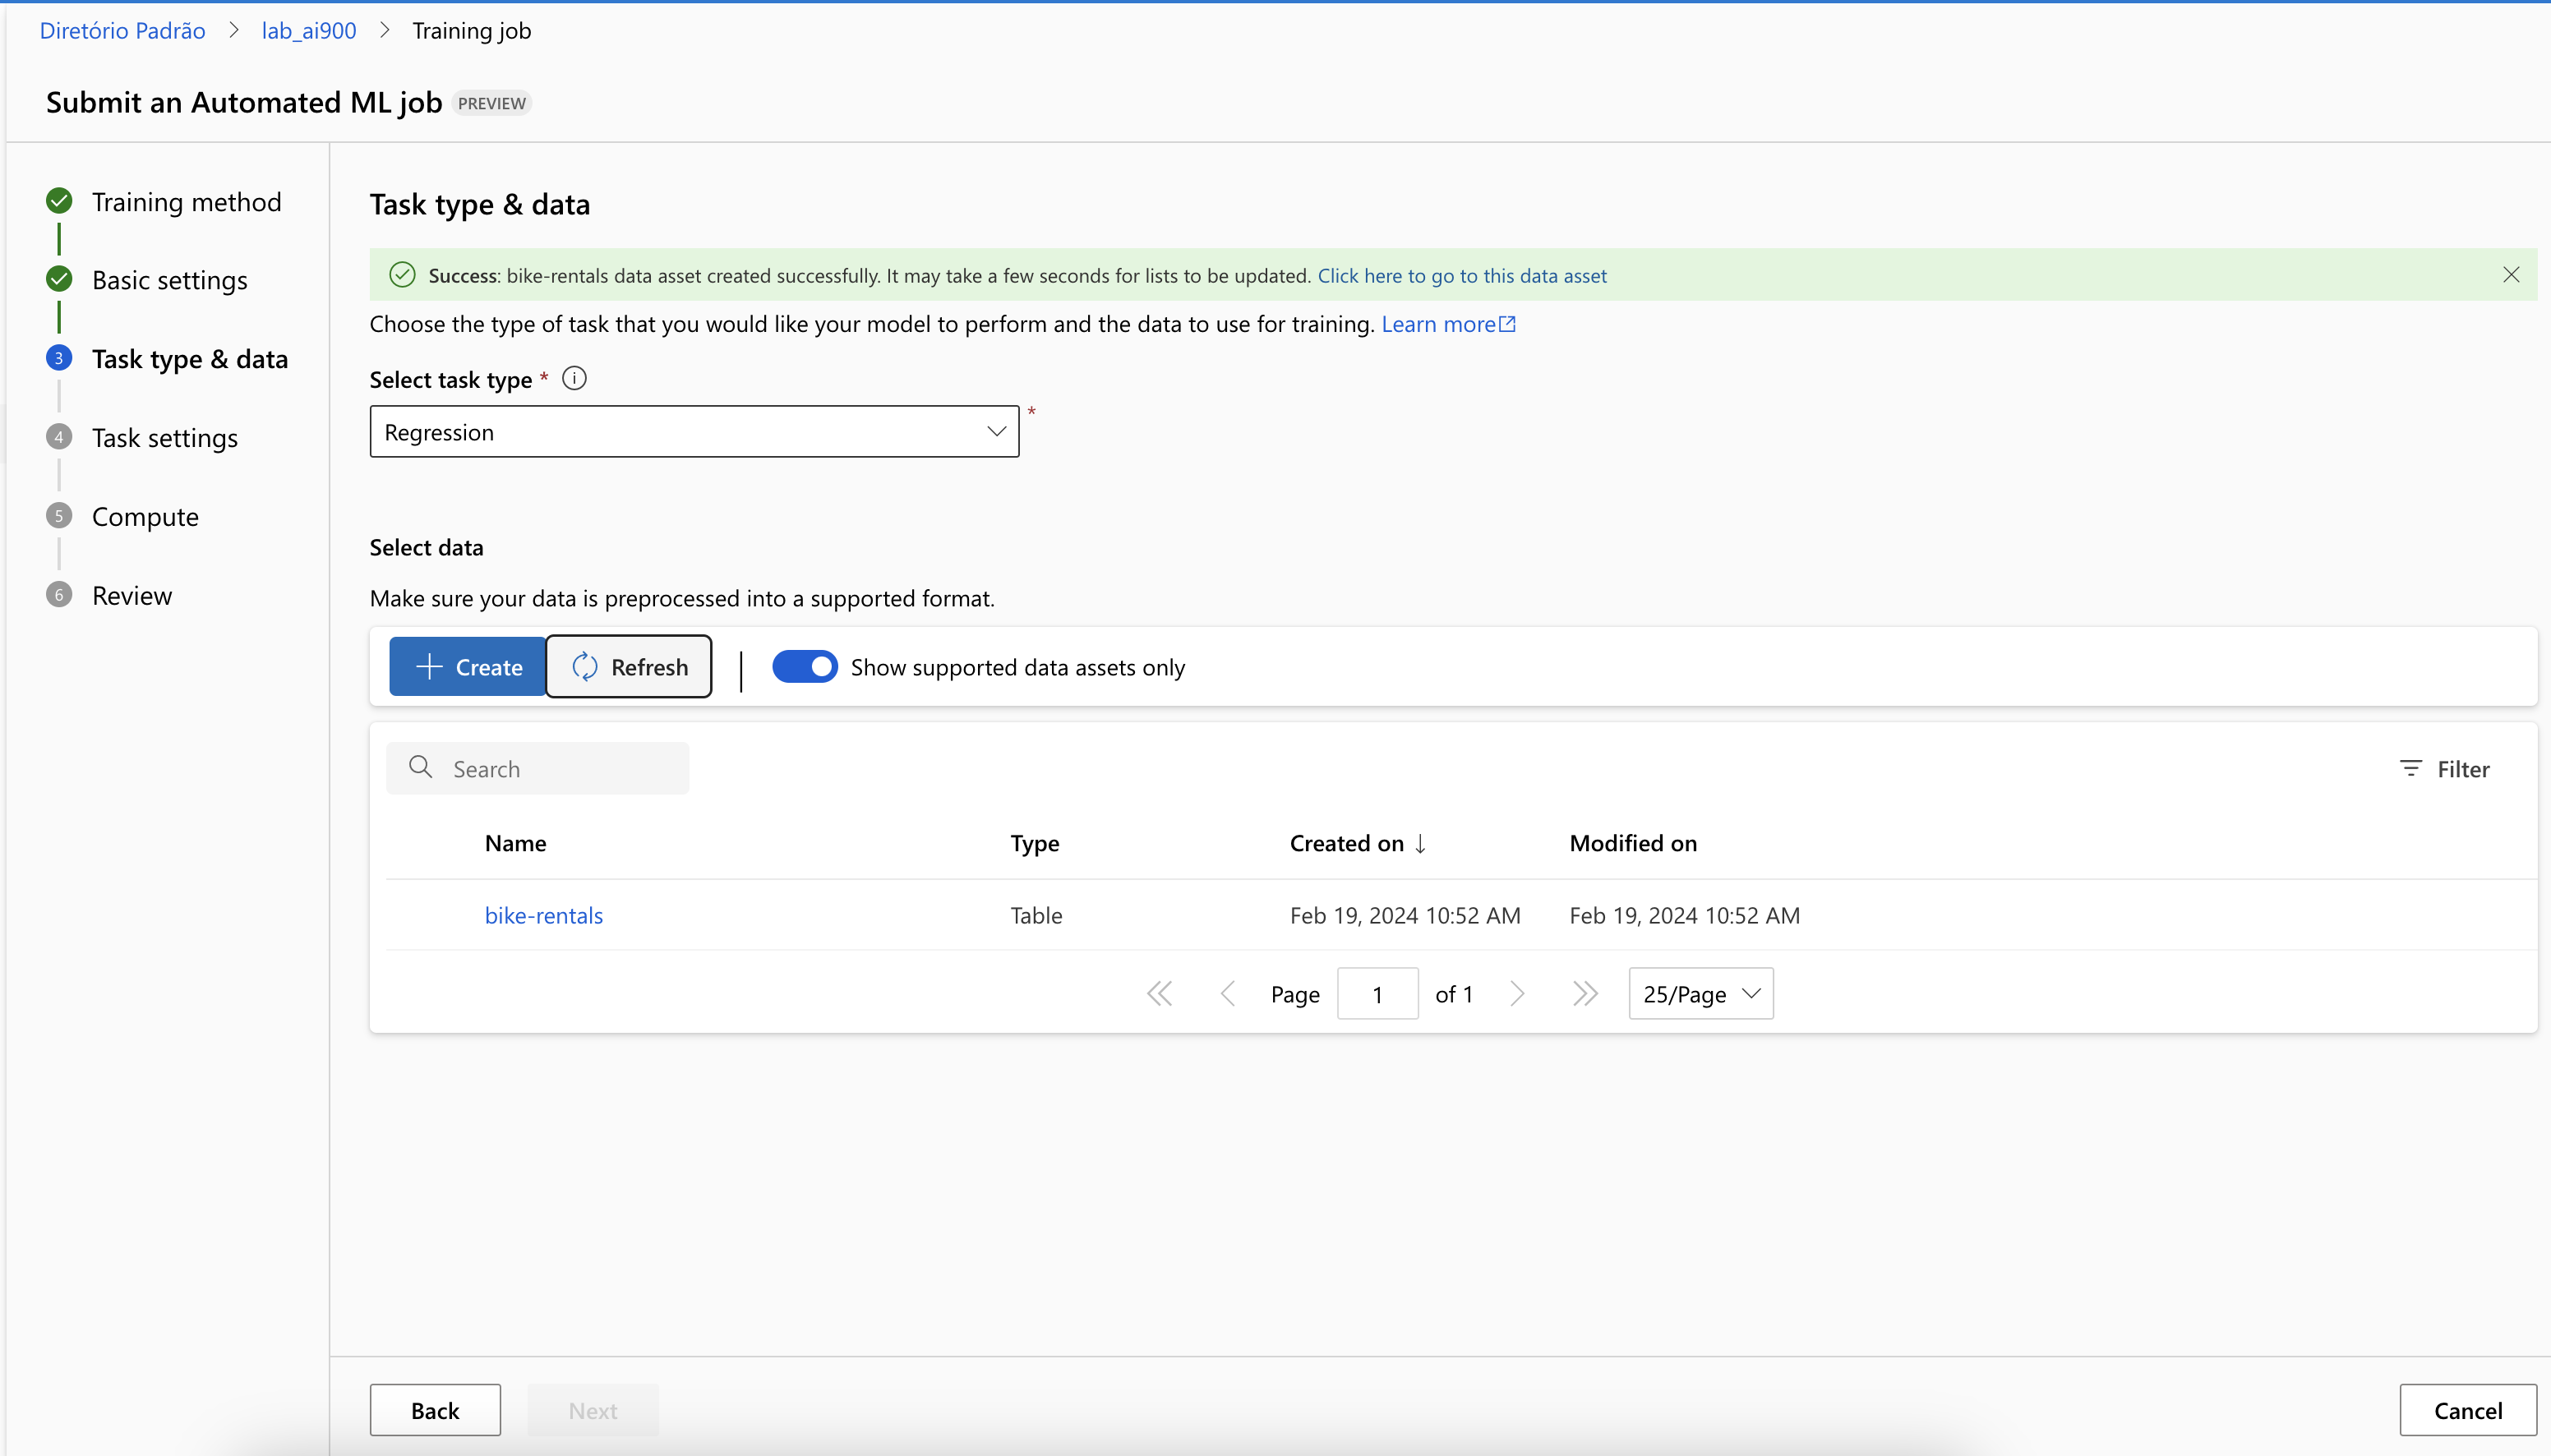 Diretório Padrão > lab_ai900 > Training job
Submit an Automated ML job PREVIEW
Training method
Basic settings
3 Task type & data
4 Task settings
5 Compute
6 Review
Task type & data
Success: bike-rentals data asset created successfully. It may take a few seconds for lists to be updated. Click here to go to this data asset
Choose the type of task that you would like your model to perform and the data to use for training. Learn more
Select task type *
Regression *
Select data
Make sure your data is preprocessed into a supported format.
Create Refresh Show supported data assets only
Search Filter
Name Type Created on ↓ Modified on
bike-rentals Table Feb 19, 2024 10:52 AM Feb 19, 2024 10:52 AM
Page 1 of 1 25/Page
Back Next Cancel